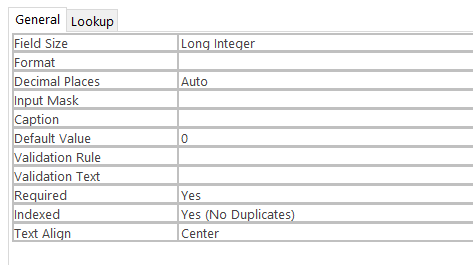 General Lookup
Field Size Long Integer
Format
Decimal Places Auto
Input Mask
Caption
Default Value 0
Validation Rule
Validation Text
Required Yes
Indexed Yes (No Duplicates)
Text Align Center